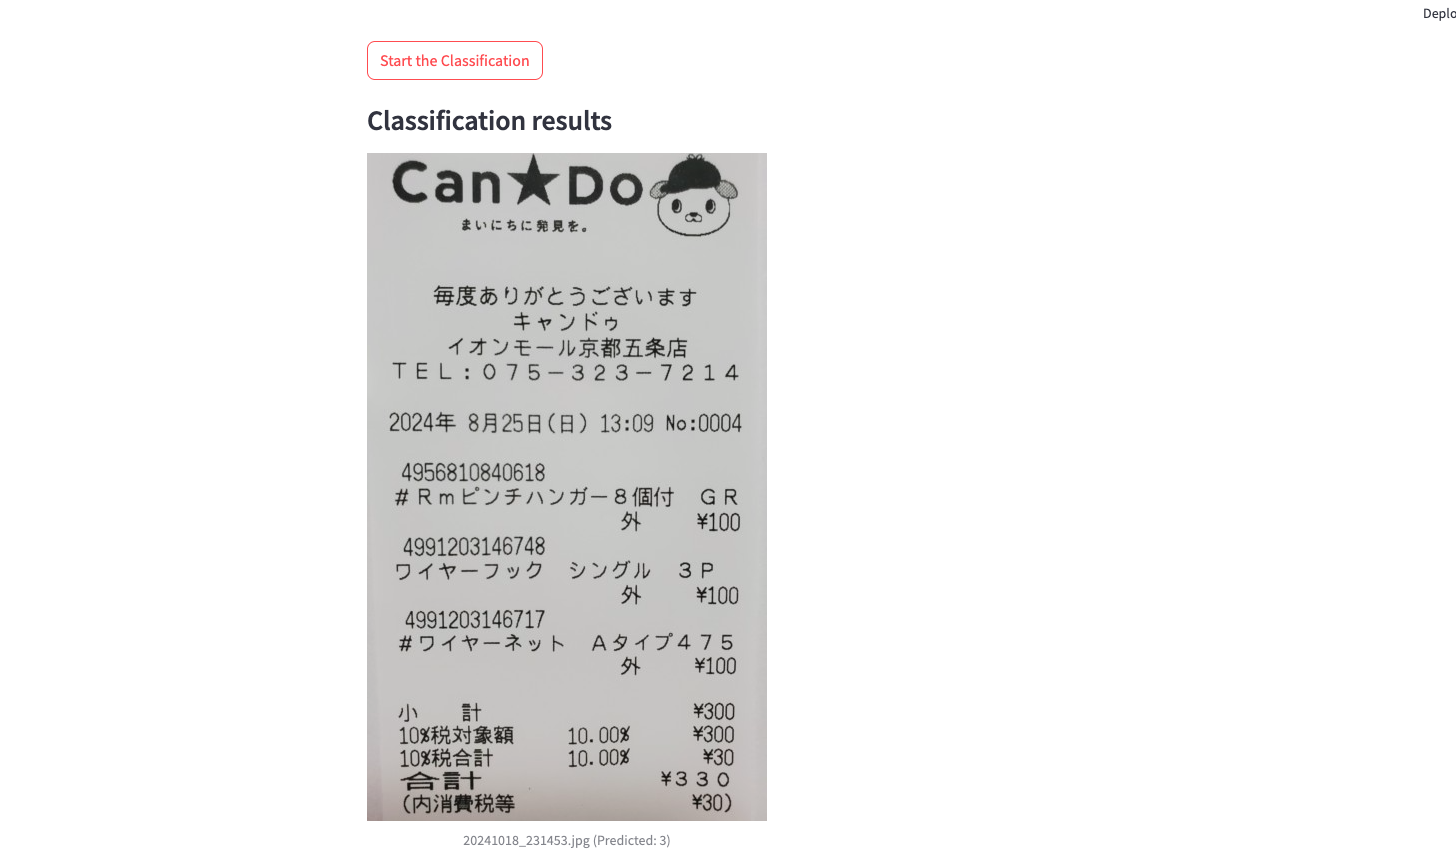 Deplo
Start the Classification
Classification results
Can★Do
まいにちに発見を。
毎度ありがとうございます
キャンドゥ
イオンモール京都五条店
TEL:075-323-7214
2024年 8月25日(日) 13:09 No:0004
4956810840618
#Rmピンチハンガー8個付 GR
外 ¥100
4991203146748
ワイヤーフック シングル 3P
外 ¥100
4991203146717
#ワイヤーネット Aタイプ475
外 ¥100
小 計 ¥300
10%税対象額 10.00% ¥300
10%税合計 10.00% ¥30
合計 ¥330
(内消費税等 ¥30)
20241018_231453.jpg (Predicted: 3)